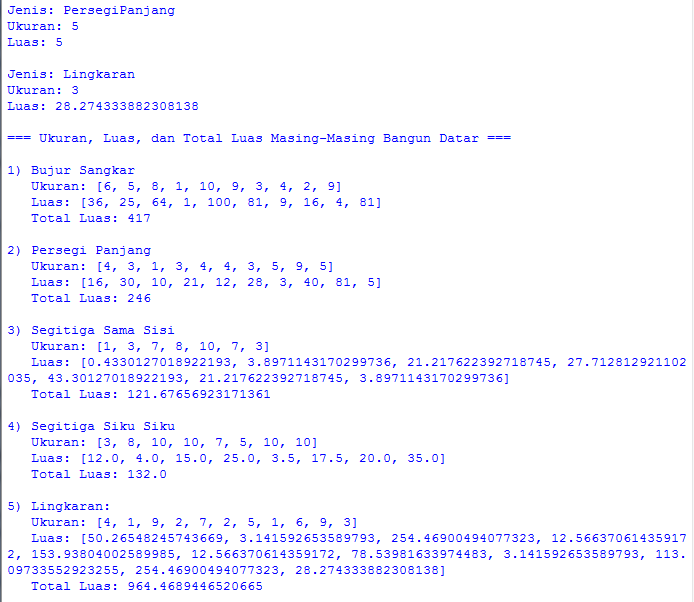 Jenis: PersegiPanjang
Ukuran: 5
Luas: 5
Jenis: Lingkaran
Ukuran: 3
Luas: 28.274333882308138
=== Ukuran, Luas, dan Total Luas Masing-Masing Bangun Datar ===
1) Bujur Sangkar
Ukuran: [6, 5, 8, 1, 10, 9, 3, 4, 2, 9]
Luas: [36, 25, 64, 1, 100, 81, 9, 16, 4, 81]
Total Luas: 417
2) Persegi Panjang
Ukuran: [4, 3, 1, 3, 4, 4, 3, 5, 9, 5]
Luas: [16, 30, 10, 21, 12, 28, 3, 40, 81, 5]
Total Luas: 246
3) Segitiga Sama Sisi
Ukuran: [1, 3, 7, 8, 10, 7, 3]
Luas: [0.4330127018922193, 3.8971143170299736, 21.217622392718745, 27.712812921102
035, 43.30127018922193, 21.217622392718745, 3.8971143170299736]
Total Luas: 121.67656923171361
4) Segitiga Siku Siku
Ukuran: [3, 8, 10, 10, 7, 5, 10, 10]
Luas: [12.0, 4.0, 15.0, 25.0, 3.5, 17.5, 20.0, 35.0]
Total Luas: 132.0
5) Lingkaran:
Ukuran: [4, 1, 9, 2, 7, 2, 5, 1, 6, 9, 3]
Luas: [50.26548245743669, 3.141592653589793, 254.46900494077323, 12.56637061435917
2, 153.93804002589985, 12.566370614359172, 78.53981633974483, 3.141592653589793, 113.
09733552923255, 254.46900494077323, 28.274333882308138]
Total Luas: 964.4689446520665